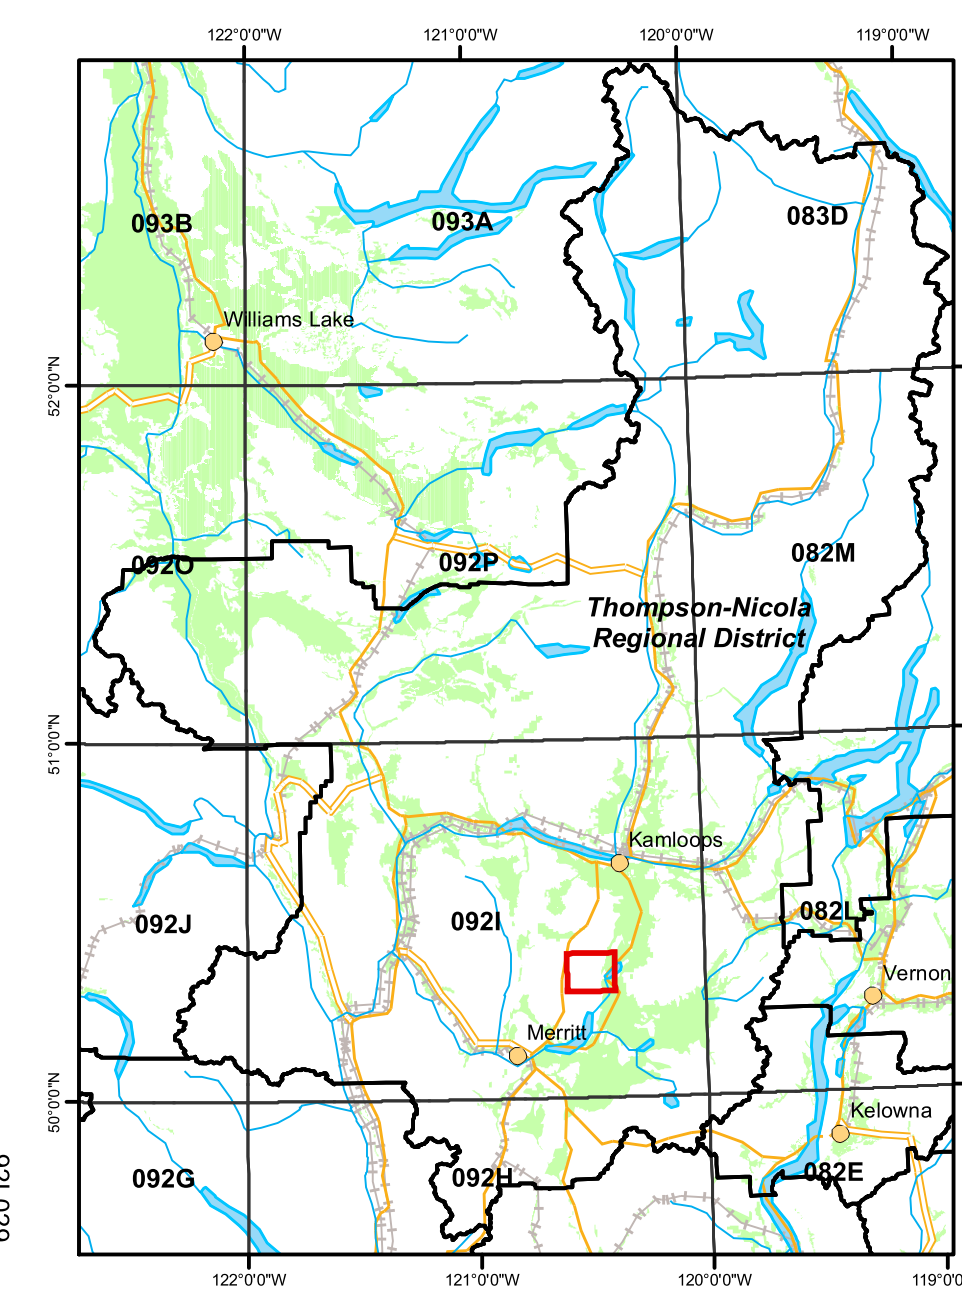 122°0'0"W
121°0'0"W
120°0'0"W
119°0'0"W
093B
093A
083D
Williams Lake
52°0'0"N
092O
092P
082M
Thompson-Nicola
Regional District
51°0'0"N
Kamloops
092J
092I
082L
Vernon
Merritt
50°0'0"N
Kelowna
092G
092H
082E
122°0'0"W
121°0'0"W
120°0'0"W